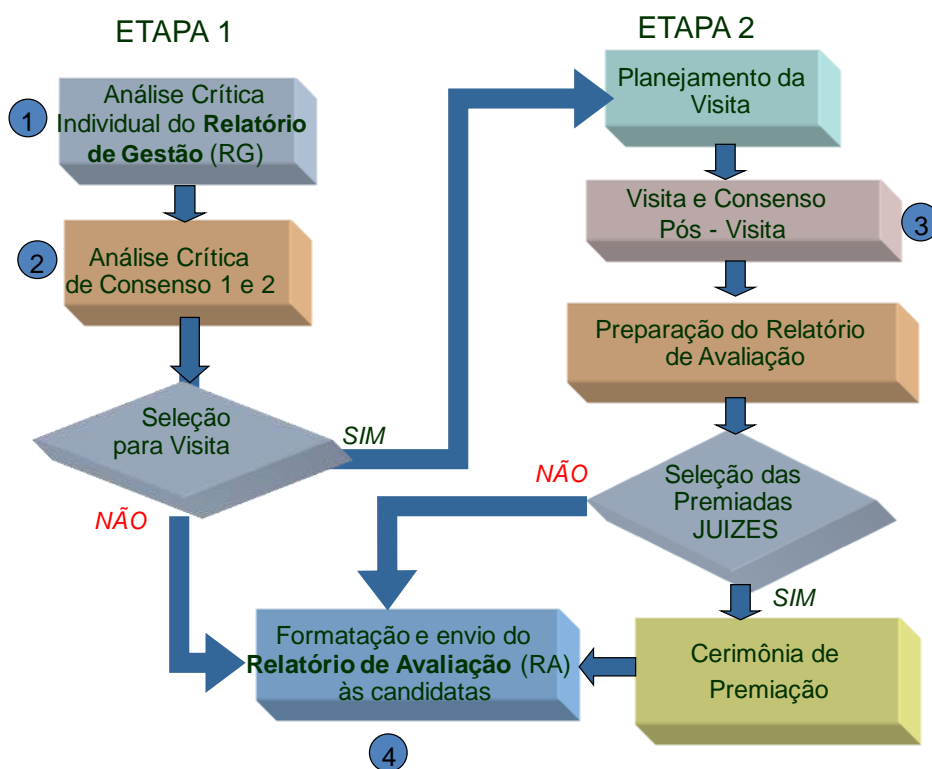 ETAPA 1
1
Análise Crítica
Individual do Relatório
de Gestão (RG)
2
Análise Crítica
de Consenso 1 e 2
Seleção
para Visita
SIM
NÃO
ETAPA 2
Planejamento da
Visita
Visita e Consenso
Pós - Visita
3
Preparação do Relatório
de Avaliação
Seleção das
Premiadas
JUIZES
NÃO
SIM
Cerimônia de
Premiação
Formatação e envio do
Relatório de Avaliação (RA)
às candidatas
4